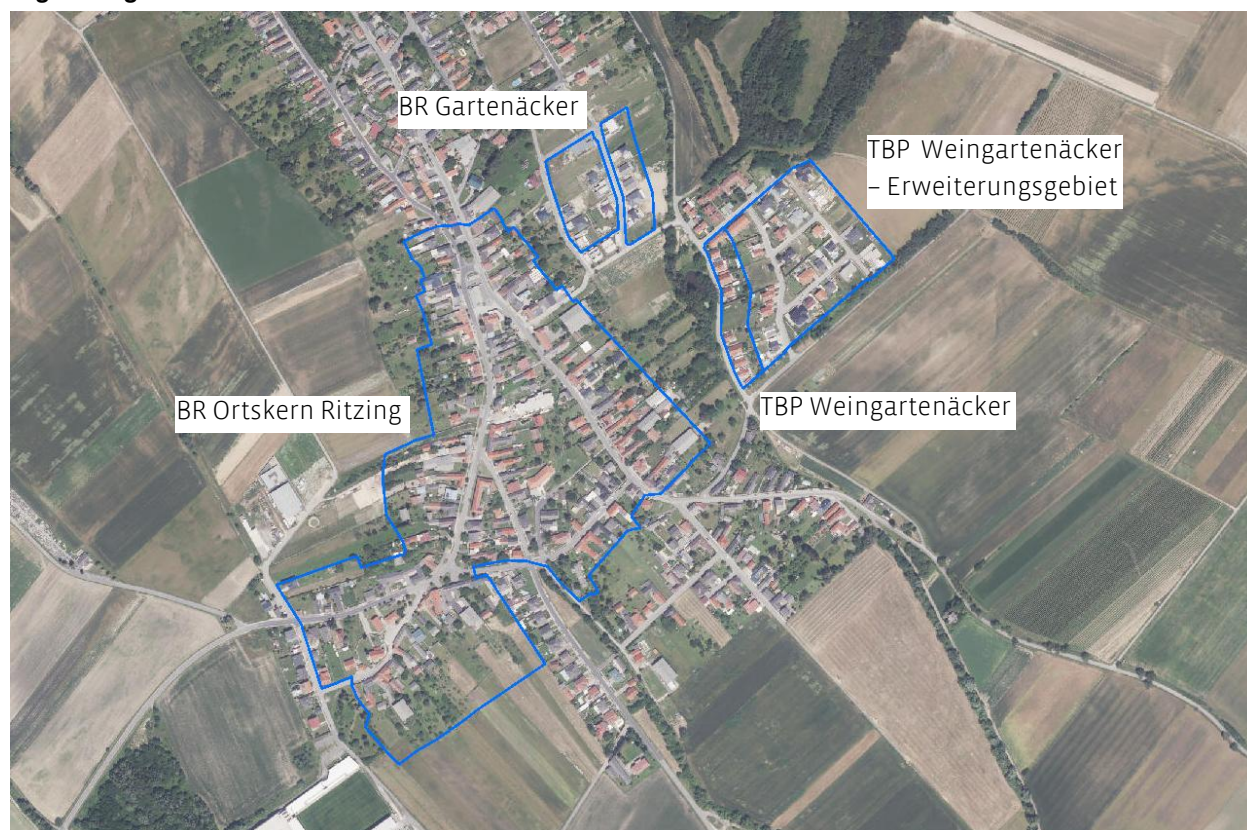 BR Gartenäcker
TBP Weingartenäcker
– Erweiterungsgebiet
BR Ortskern Ritzing
TBP Weingartenäcker